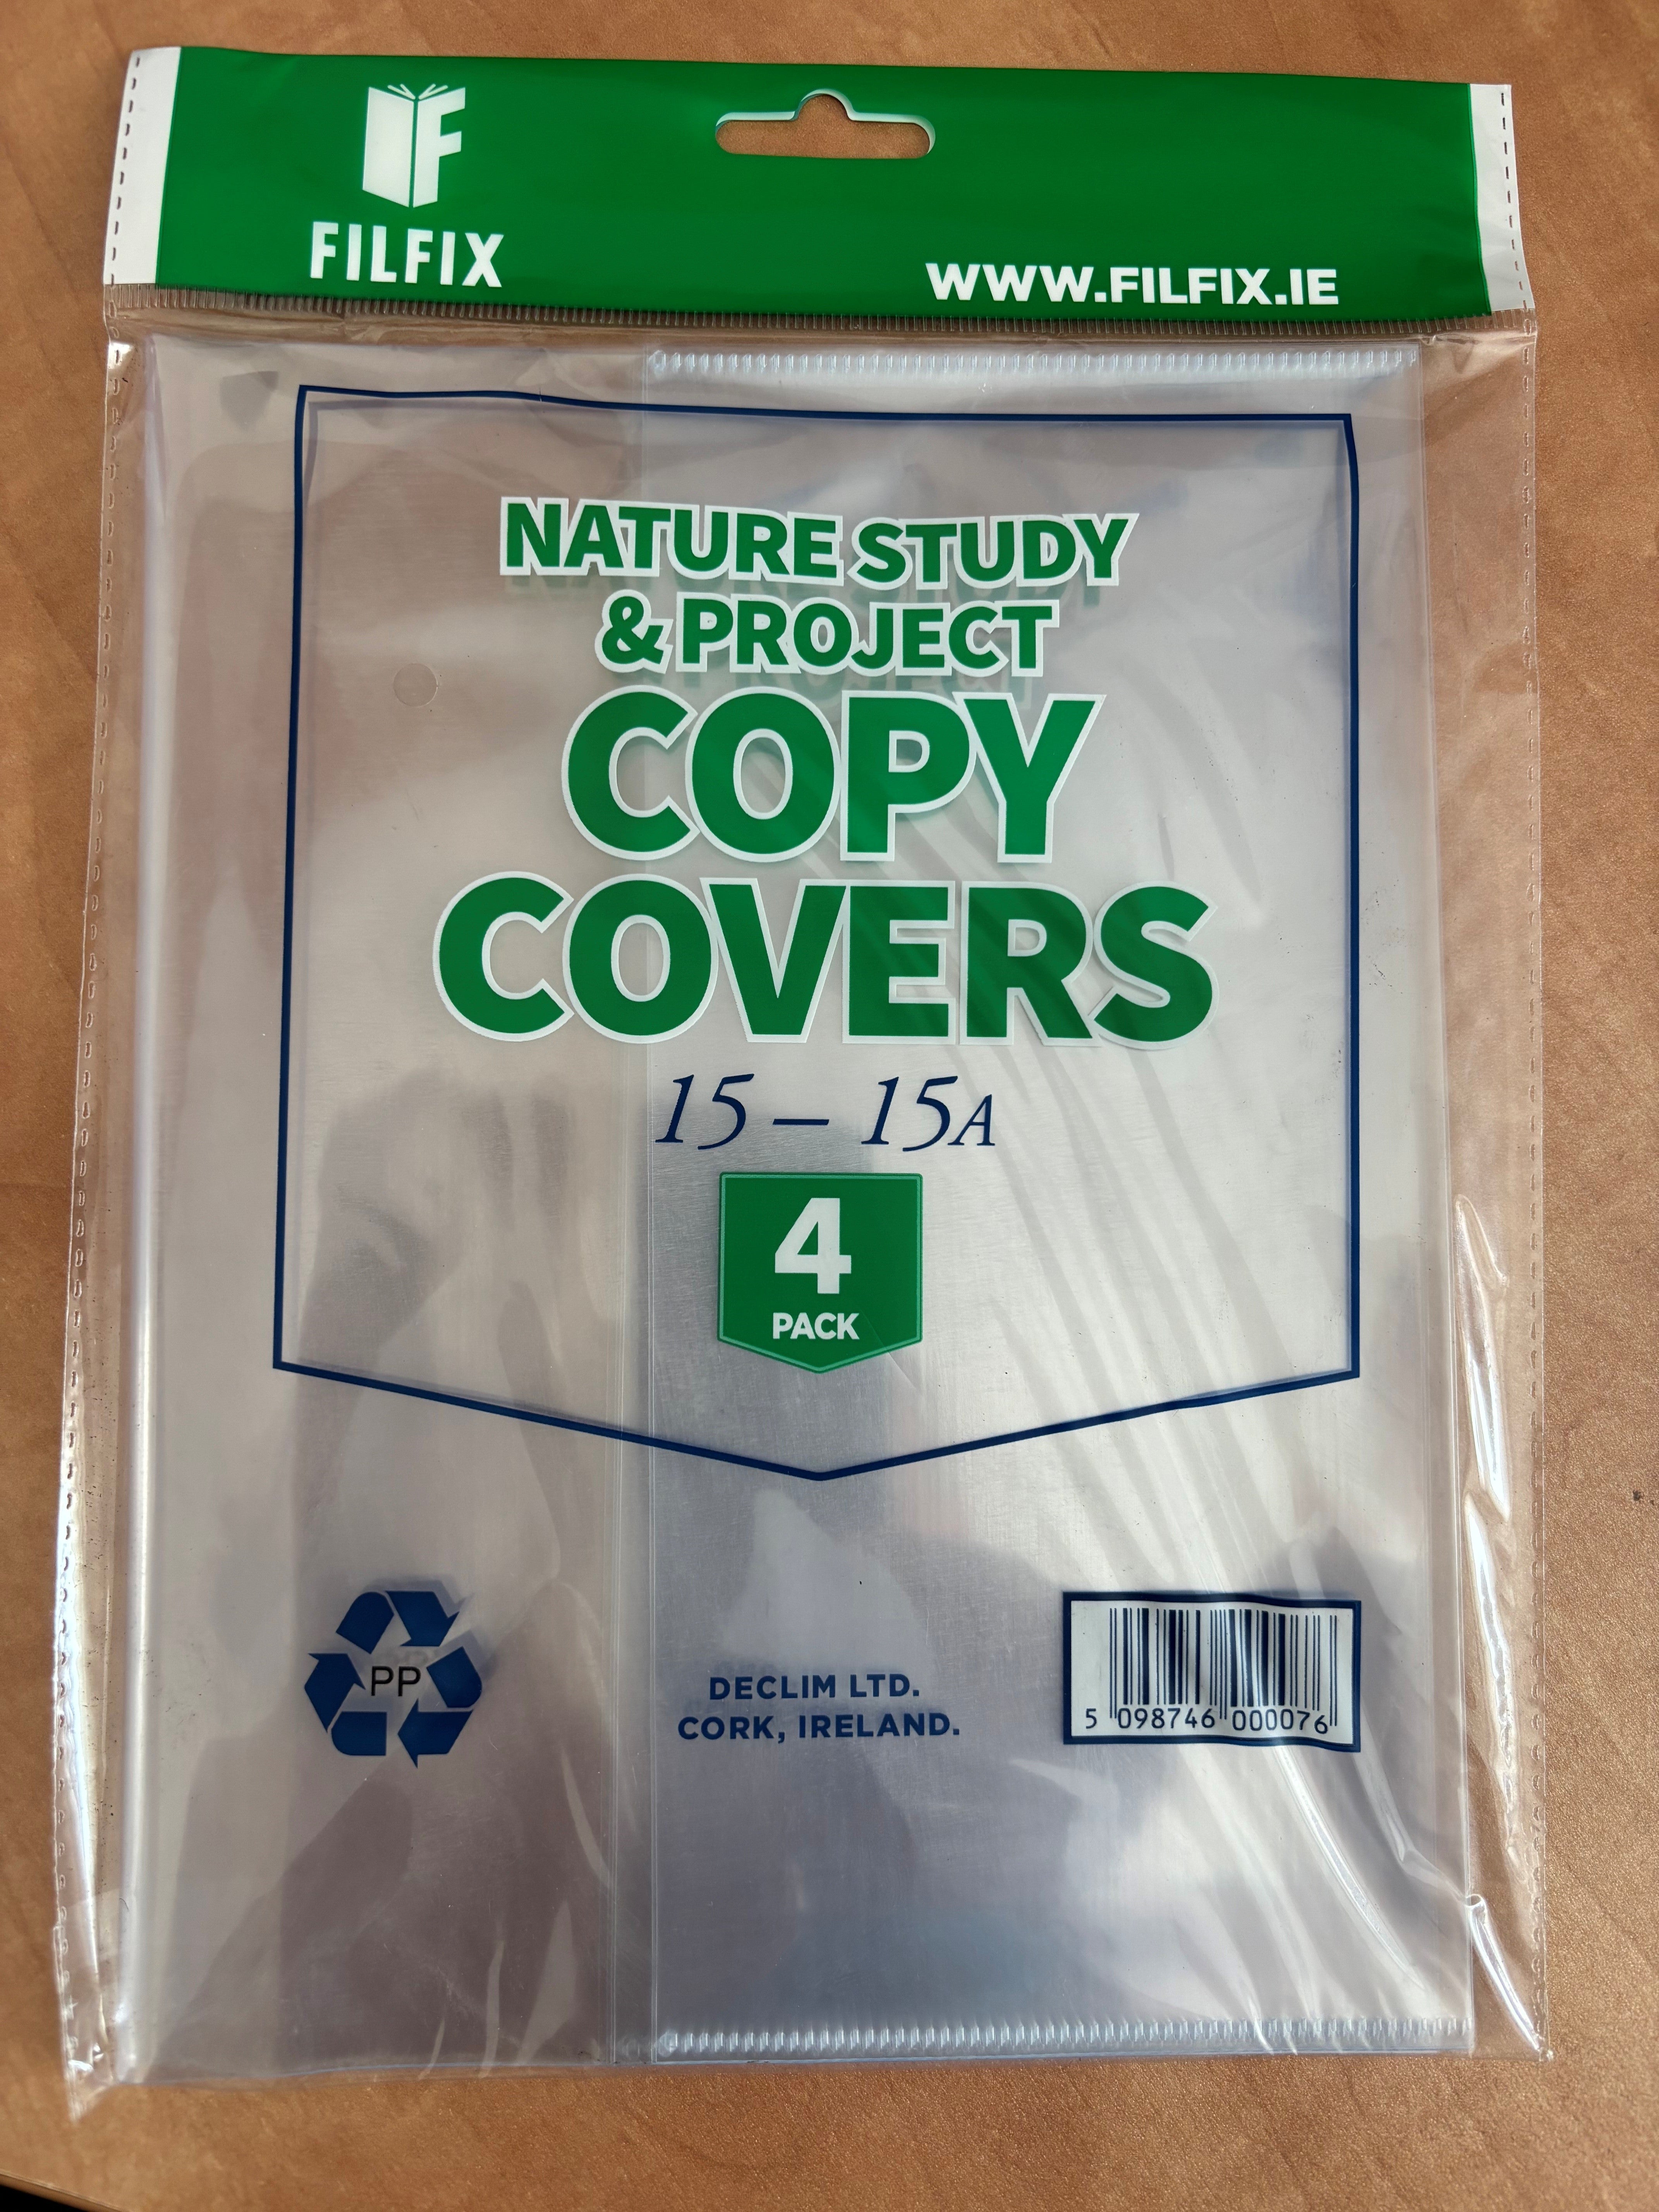 FILFIX
WWW.FILFIX.IE
NATURE STUDY
& PROJECT
COPY
COVERS
15 – 15A
4
PACK
PP
DECLIM LTD.
CORK, IRELAND.
5 098746 000076